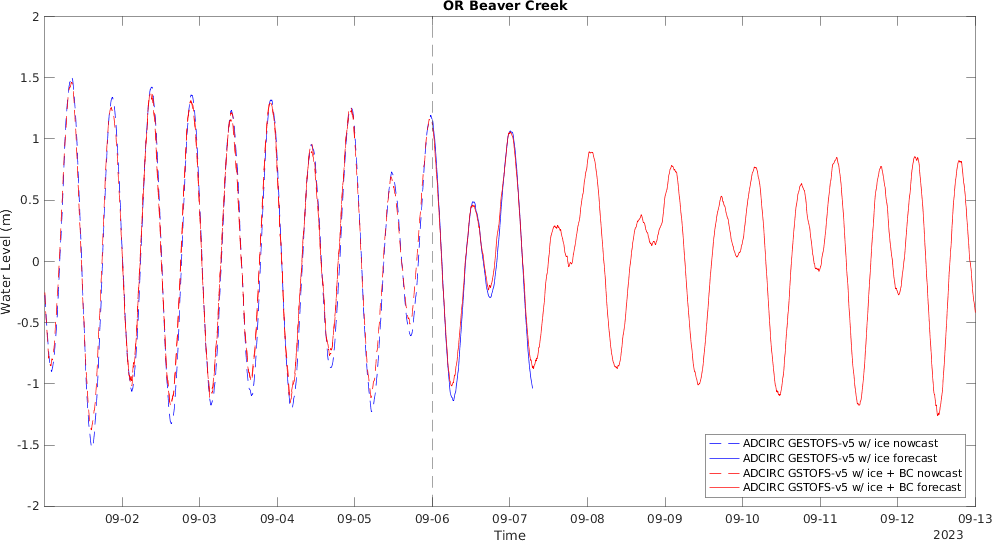 OR Beaver Creek
Water Level (m)
2
1.5
1
0.5
0
-0.5
-1
-1.5
-2
ADCIRC GESTOFS-v5 w/ ice nowcast
ADCIRC GESTOFS-v5 w/ ice forecast
ADCIRC GSTOFS-v5 w/ ice + BC nowcast
ADCIRC GSTOFS-v5 w/ ice + BC forecast
09-02 09-03 09-04 09-05 09-06 09-07 09-08 09-09 09-10 09-11 09-12 09-13
Time
2023